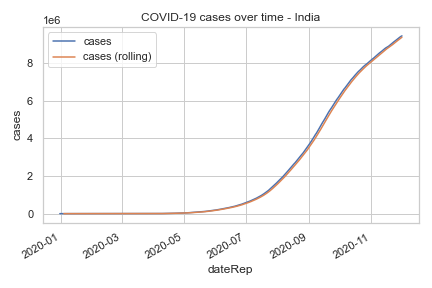 COVID-19 cases over time - India
1e6
cases
cases (rolling)
8
6
4
2
0
cases
2020-01
2020-03
2020-05
2020-07
2020-09
2020-11
dateRep